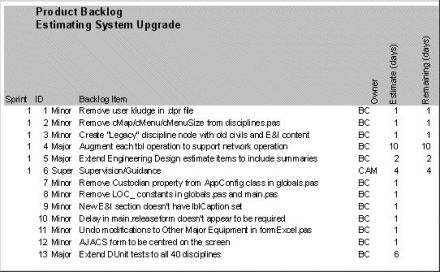 Product Backlog
Estimating System Upgrade
Sprint ID Backlog Item Owner Estimate (days) Remaining (days)
1 1 Minor Remove user kludge in .dpr file BC 1 1
1 2 Minor Remove cMap/cMenu/cMenuSize from disciplines.pas BC 1 1
1 3 Minor Create "Legacy" discipline node with old civils and E&I content BC 1 1
1 4 Major Augment each tbl operation to support network operation BC 10 10
1 5 Major Extend Engineering Design estimate items to include summaries BC 2 2
1 6 Super Supervision/Guidance CAM 4 4
7 Minor Remove Custodian property from AppConfig class in globals.pas BC 1
8 Minor Remove LOC_ constants in globals.pas and main.pas BC 1
9 Minor New E&I section doesn't have lblCaption set BC 1
10 Minor Delay in main.releaseform doesn't appear to be required BC 1
11 Minor Undo modifications to Other Major Equipment in formExcel.pas BC 1
12 Minor AJACS form to be centred on the screen BC 1
13 Major Extend DUnit tests to all 40 disciplines BC 6